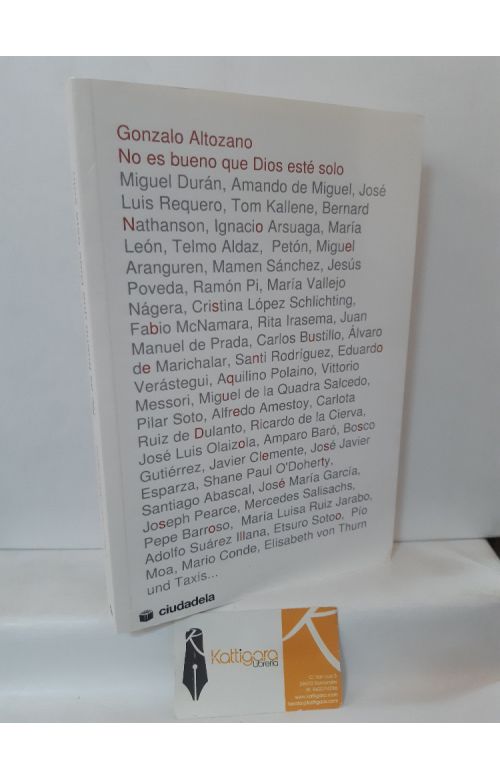 Gonzalo Altozano
No es bueno que Dios esté solo
Miguel Durán, Amando de Miguel, José
Luis Requero, Tom Kallene, Bernard
Nathanson, Ignacio Arsuaga, María
León, Telmo Aldaz, Petón, Miguel
Aranguren, Mamen Sánchez, Jesús
Poveda, Ramón Pi, María Vallejo
Nágera, Cristina López Schlichting,
Fabio McNamara, Rita Irasema, Juan
Manuel de Prada, Carlos Bustillo, Álvaro
de Marichalar, Santi Rodríguez, Eduardo
Verástegui, Aquilino Polaino, Vittorio
Messori, Miguel de la Quadra Salcedo,
Pilar Soto, Alfredo Amestoy, Carlota
Ruiz de Dulanto, Ricardo de la Cierva,
José Luis Olaizola, Amparo Baró, Bosco
Gutiérrez, Javier Clemente, José Javier
Esparza, Shane Paul O'Doherty,
Santiago Abascal, José María García,
Joseph Pearce, Mercedes Salisachs,
Pepe Barroso, María Luisa Ruiz Jarabo,
Adolfo Suárez Illana, Etsuro Sotoo, Pío
Moa, Mario Conde, Elisabeth von Thurn
und Taxis...
ciudadela
Kattigara
Librería